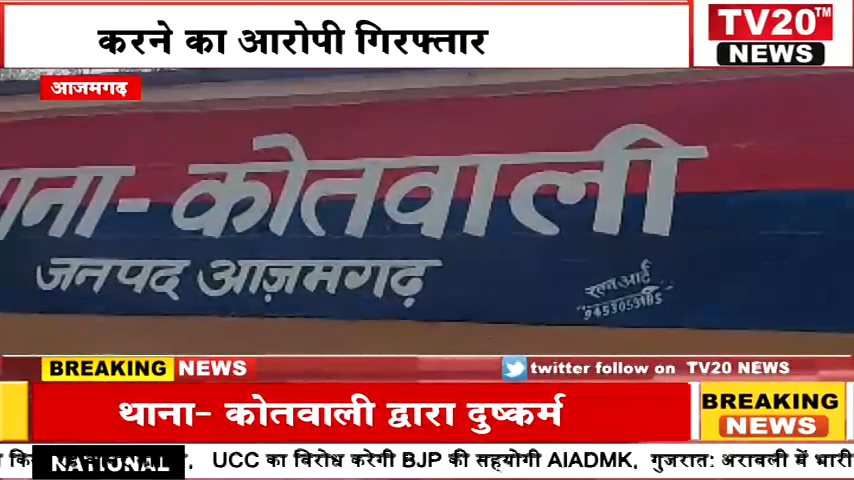 करने का आरोपी गिरफ्तार
TV20™
NEWS
आजमगढ़
थाना- कोतवाली
जनपद आज़मगढ़
BREAKING NEWS
twitter follow on TV20 NEWS
थाना- कोतवाली द्वारा दुष्कर्म
BREAKING
NEWS
NATIONAL
UCC का विरोध करेगी BJP की सहयोगी AIADMK, गुजरात: अरावली में भारी